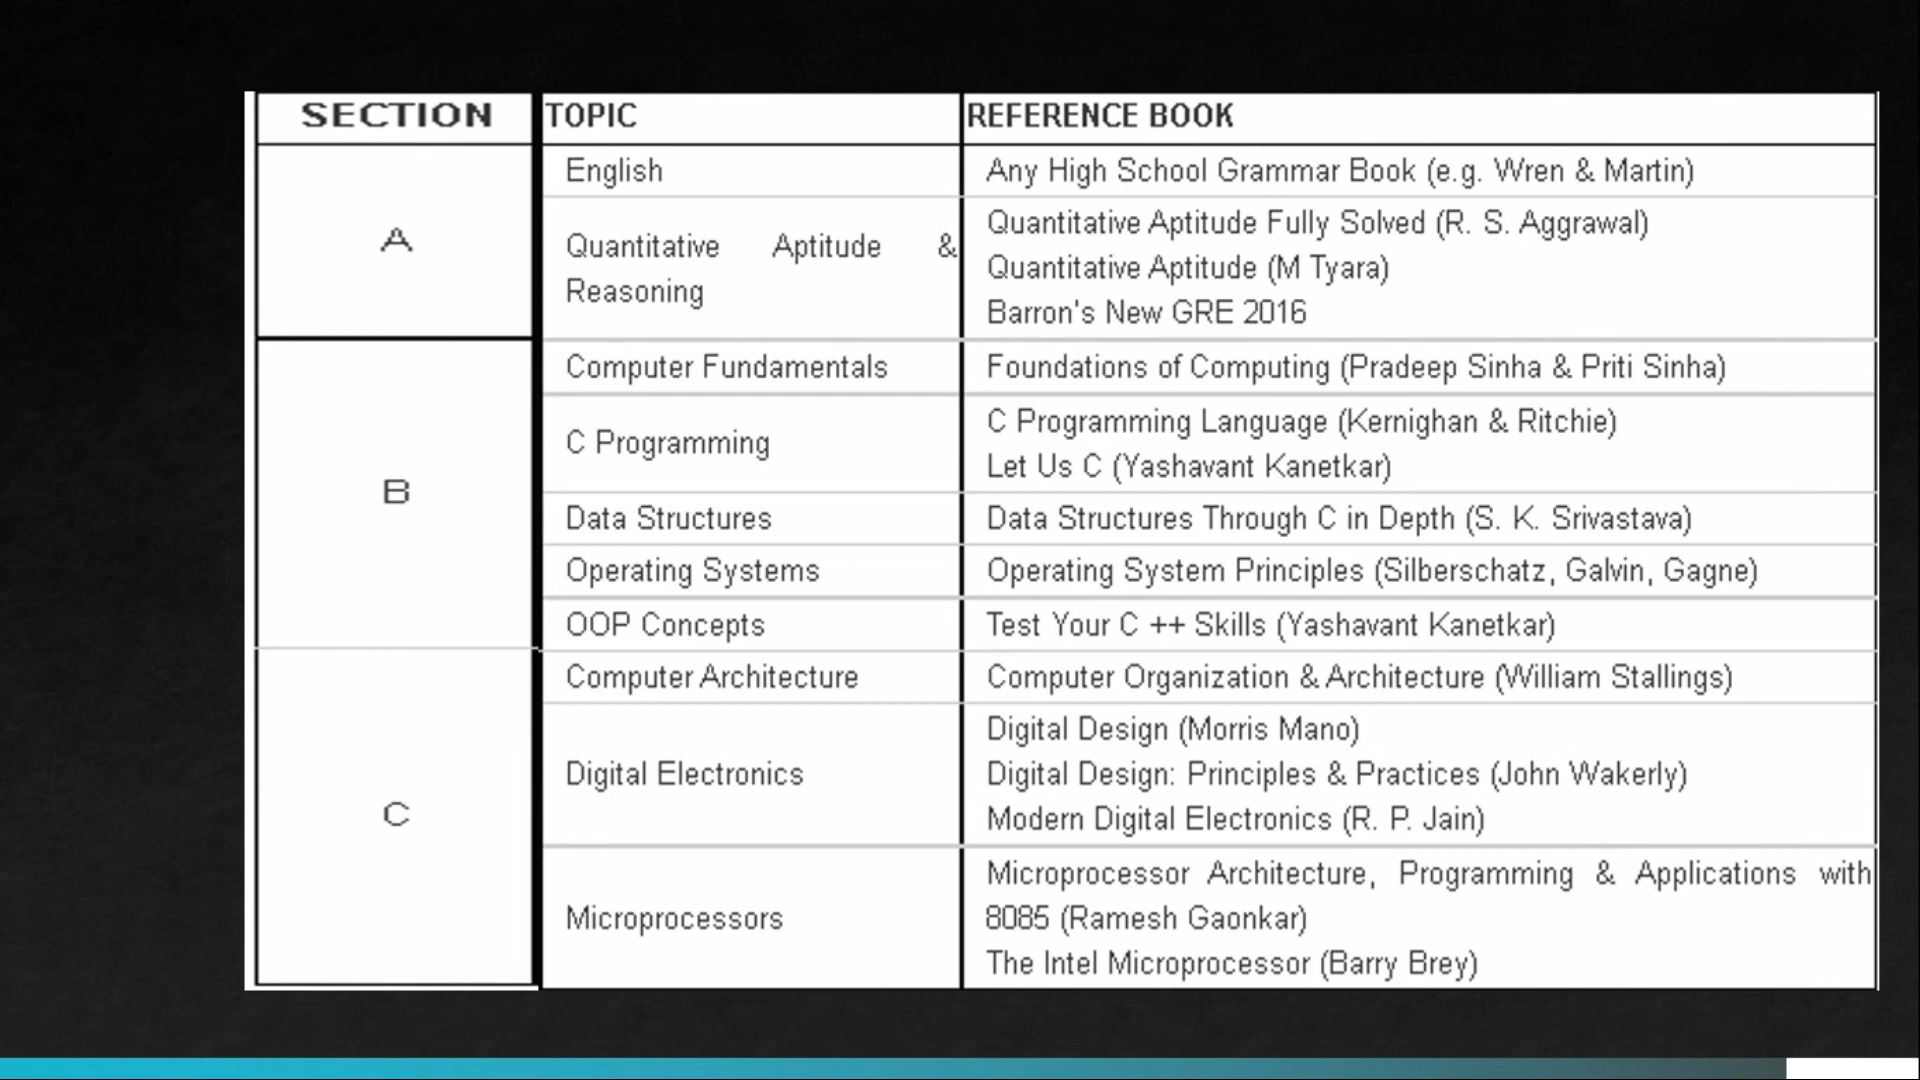 SECTION TOPIC REFERENCE BOOK
A
English
Any High School Grammar Book (e.g. Wren & Martin)
Quantitative Aptitude &
Reasoning
Quantitative Aptitude Fully Solved (R. S. Aggrawal)
Quantitative Aptitude (M Tyara)
Barron's New GRE 2016
B
Computer Fundamentals
Foundations of Computing (Pradeep Sinha & Priti Sinha)
C Programming
C Programming Language (Kernighan & Ritchie)
Let Us C (Yashavant Kanetkar)
Data Structures
Data Structures Through C in Depth (S. K. Srivastava)
Operating Systems
Operating System Principles (Silberschatz, Galvin, Gagne)
OOP Concepts
Test Your C ++ Skills (Yashavant Kanetkar)
C
Computer Architecture
Computer Organization & Architecture (William Stallings)
Digital Electronics
Digital Design (Morris Mano)
Digital Design: Principles & Practices (John Wakerly)
Modern Digital Electronics (R. P. Jain)
Microprocessors
Microprocessor Architecture, Programming & Applications with
8085 (Ramesh Gaonkar)
The Intel Microprocessor (Barry Brey)